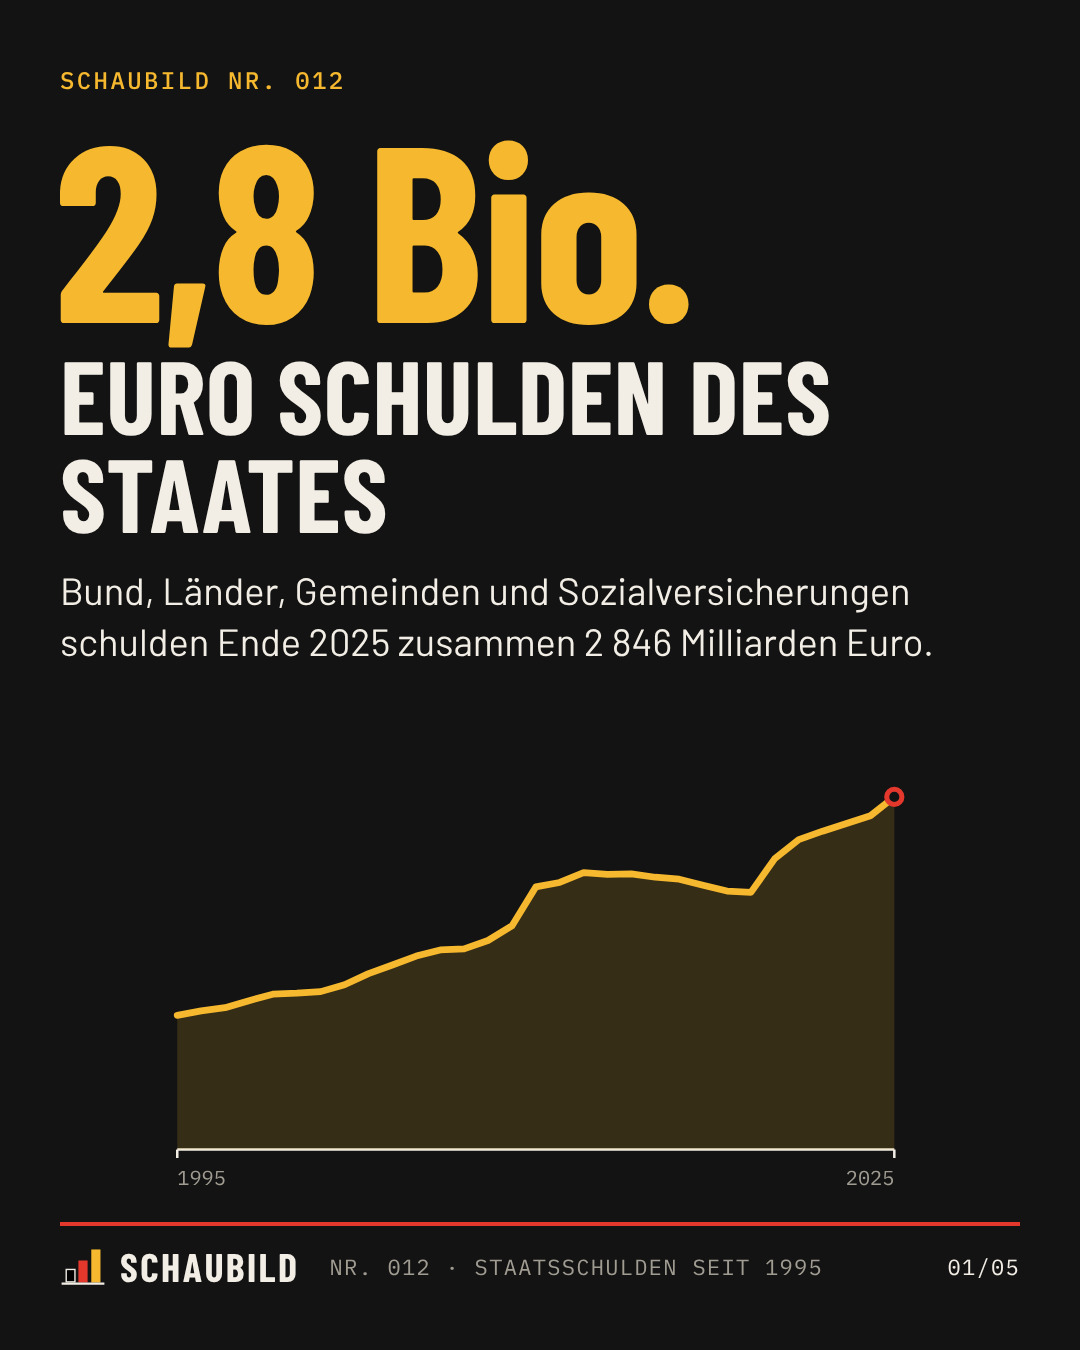 SCHAUBILD NR. 012
2,8 Bio.
EURO SCHULDEN DES
STAATES
Bund, Länder, Gemeinden und Sozialversicherungen
schulden Ende 2025 zusammen 2 846 Milliarden Euro.
1995 2025
SCHAUBILD NR. 012 · STAATSSCHULDEN SEIT 1995 01/05